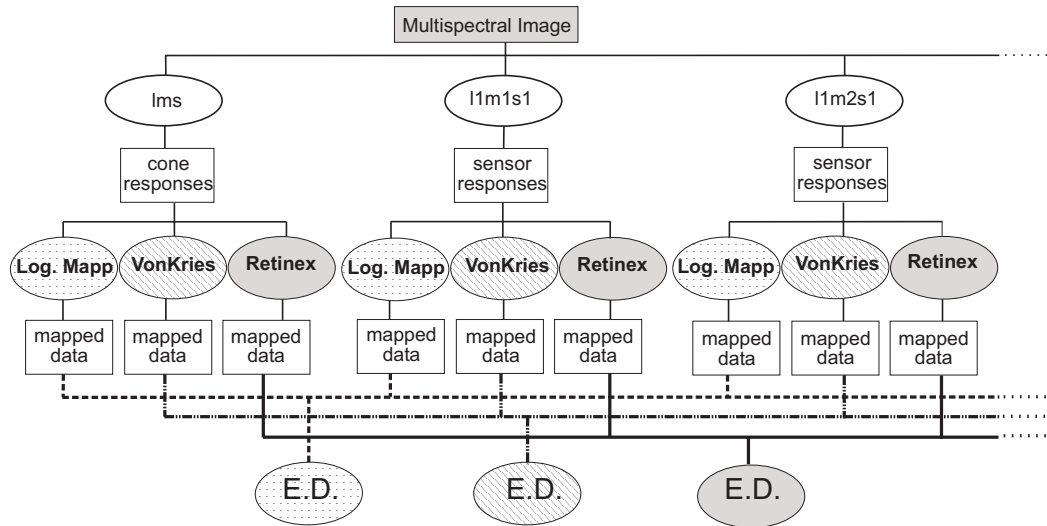 Multispectral Image
lms
l1m1s1
l1m2s1
cone
responses
sensor
responses
sensor
responses
Log. Mapp
VonKries
Retinex
Log. Mapp
VonKries
Retinex
Log. Mapp
VonKries
Retinex
mapped
data
mapped
data
mapped
data
mapped
data
mapped
data
mapped
data
mapped
data
mapped
data
mapped
data
E.D.
E.D.
E.D.